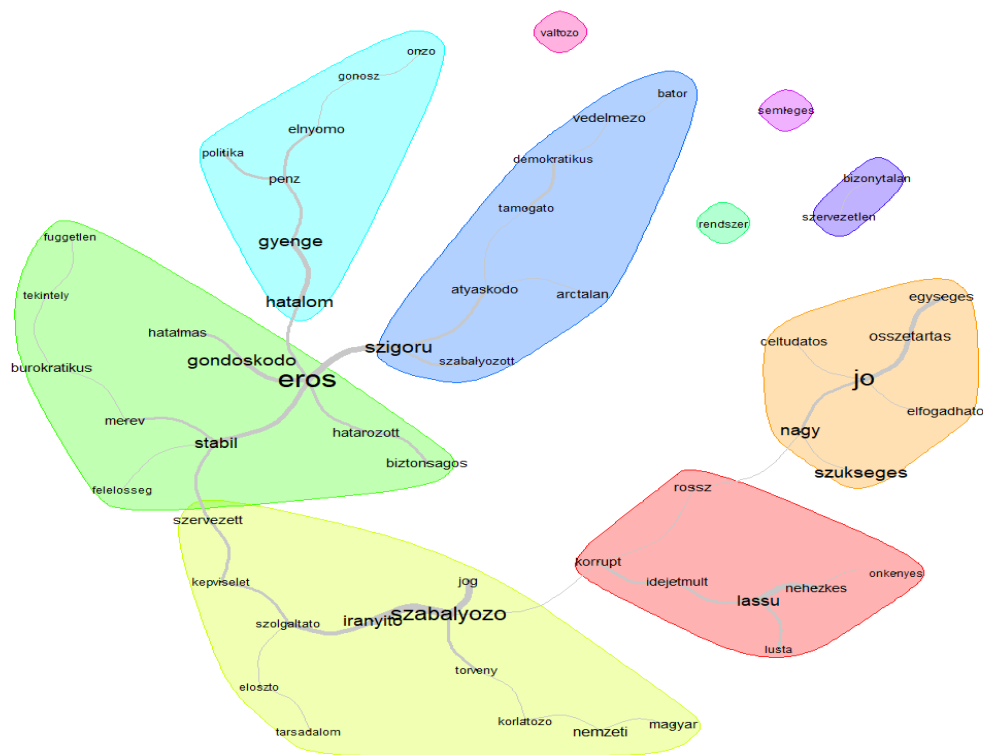 valtozo
onzo
gonosz
bator
semleges
vedelmezo
elnyomo
politika
demokratikus
penz
bizonytalan
tamogato
szervezetlen
rendszer
fuggetlen
gyenge
tekintely
atyaskodo
arctalan
egyseges
hatalom
hatalmas
osszetartas
celtudatos
szigoru
gondoskodo
szabalyozott
burokratikus
eros
jo
elfogadhato
merev
stabil
hatarozott
nagy
biztonsagos
szukseges
felelosseg
rossz
szervezett
korrupt
onkenyes
kepviselet
jog
idejetmult
nehezkes
lassu
szabalyozo
iranyito
szolgaltato
lusta
torveny
eloszto
korlatozo
magyar
tarsadalom
nemzeti